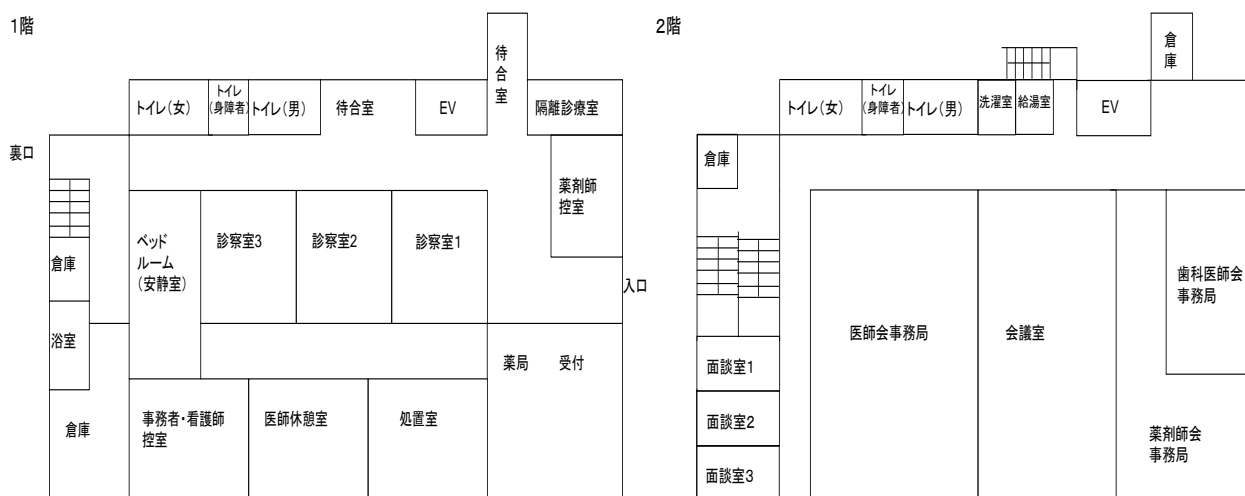 1階
待
合
室
トイレ(女)
トイレ
(身障者)
トイレ(男)
待合室
EV
隔離診療室
裏口
薬剤師
控室
ベッド
ルーム
(安静室)
診察室3
診察室2
診察室1
倉庫
入口
浴室
薬局
受付
倉庫
事務者・看護師
控室
医師休憩室
処置室
2階
倉
庫
トイレ(女)
トイレ
(身障者)
トイレ(男)
洗濯室
給湯室
EV
倉庫
歯科医師会
事務局
医師会事務局
会議室
面談室1
面談室2
面談室3
薬剤師会
事務局